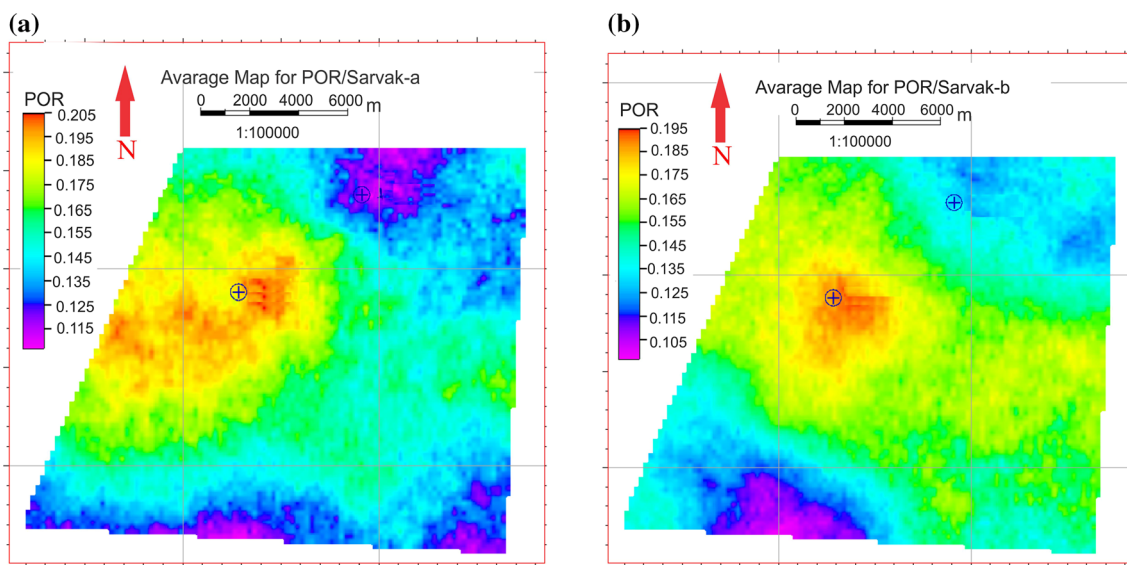 (a)
Avarage Map for POR/Sarvak-a
0 2000 4000 6000 m
1:100000
N
POR
0.205
0.195
0.185
0.175
0.165
0.155
0.145
0.135
0.125
0.115
(b)
Avarage Map for POR/Sarvak-b
0 2000 4000 6000 m
1:100000
N
POR
0.195
0.185
0.175
0.165
0.155
0.145
0.135
0.125
0.115
0.105